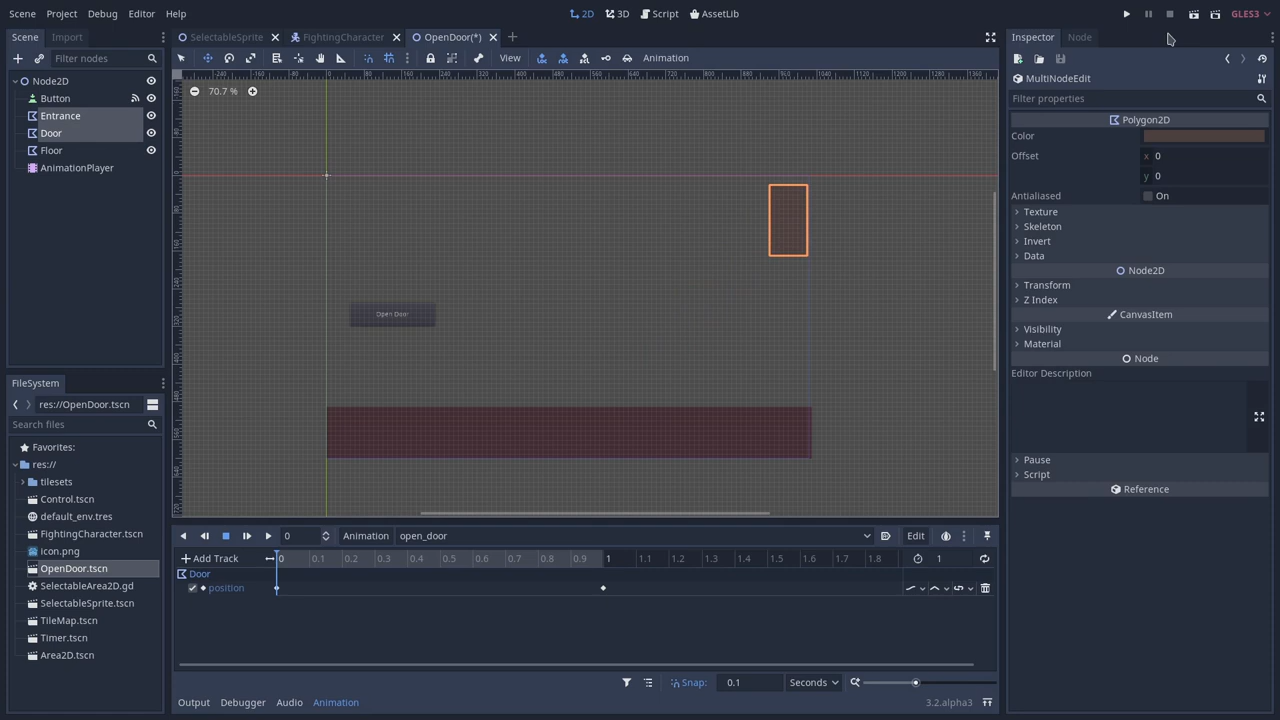 Scene Project Debug Editor Help 2D 3D Script AssetLib GLES3
Scene Import
SelectableSprite FightingCharacter OpenDoor(*)
Inspector Node
Filter nodes
View Animation
MultiNodeEdit
Node2D
Button
Entrance
Door
Floor
AnimationPlayer
70.7 %
Open Door
Filter properties
Polygon2D
Color
Offset x 0
y 0
Antialiased On
Texture
Skeleton
Invert
Data
Node2D
Transform
Z Index
CanvasItem
Visibility
Material
Node
Editor Description
Pause
Script
Reference
FileSystem
res://OpenDoor.tscn
Search files
Favorites:
res://
tilesets
Control.tscn
default_env.tres
FightingCharacter.tscn
icon.png
OpenDoor.tscn
SelectableArea2D.gd
SelectableSprite.tscn
TileMap.tscn
Timer.tscn
Area2D.tscn
0 Animation open_door Edit
Add Track 0 0.1 0.2 0.3 0.4 0.5 0.6 0.7 0.8 0.9 1 1.1 1.2 1.3 1.4 1.5 1.6 1.7 1.8 1
Door
position
Snap: 0.1 Seconds
Output Debugger Audio Animation 3.2.alpha3